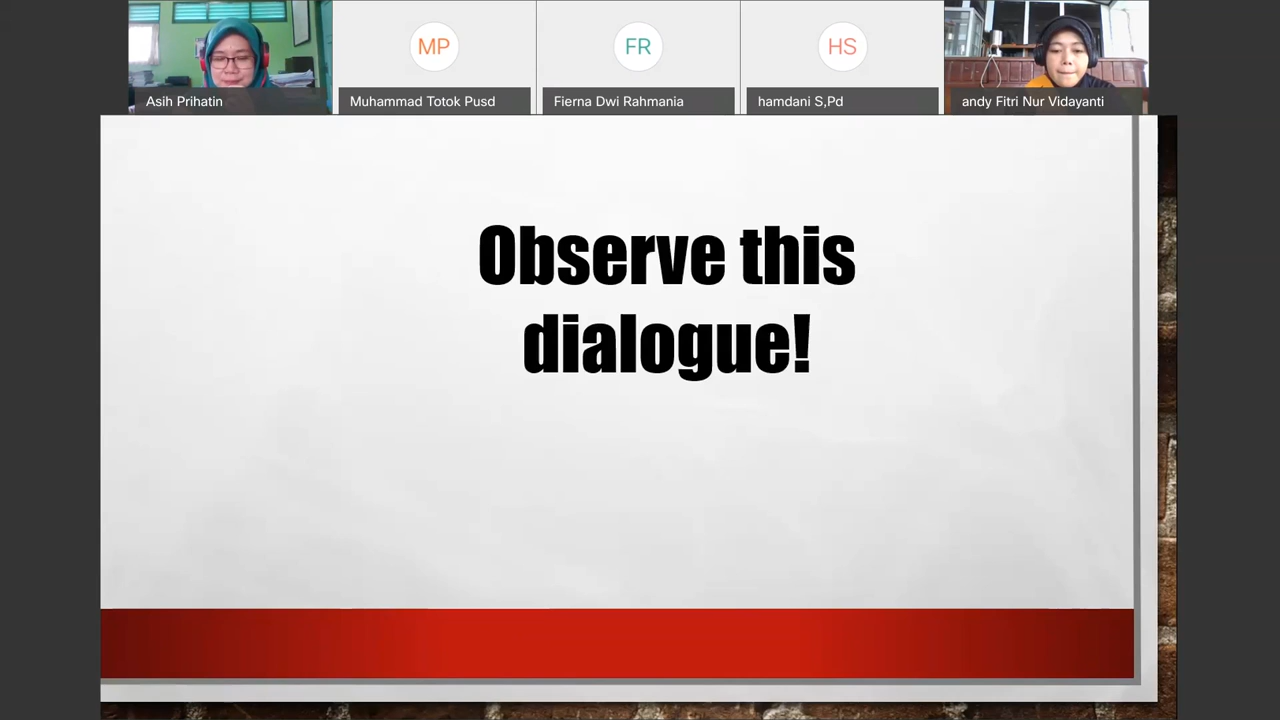 MP
FR
HS
Asih Prihatin
Muhammad Totok Pusd
Fierna Dwi Rahmania
hamdani S,Pd
andy Fitri Nur Vidayanti
Observe this
dialogue!